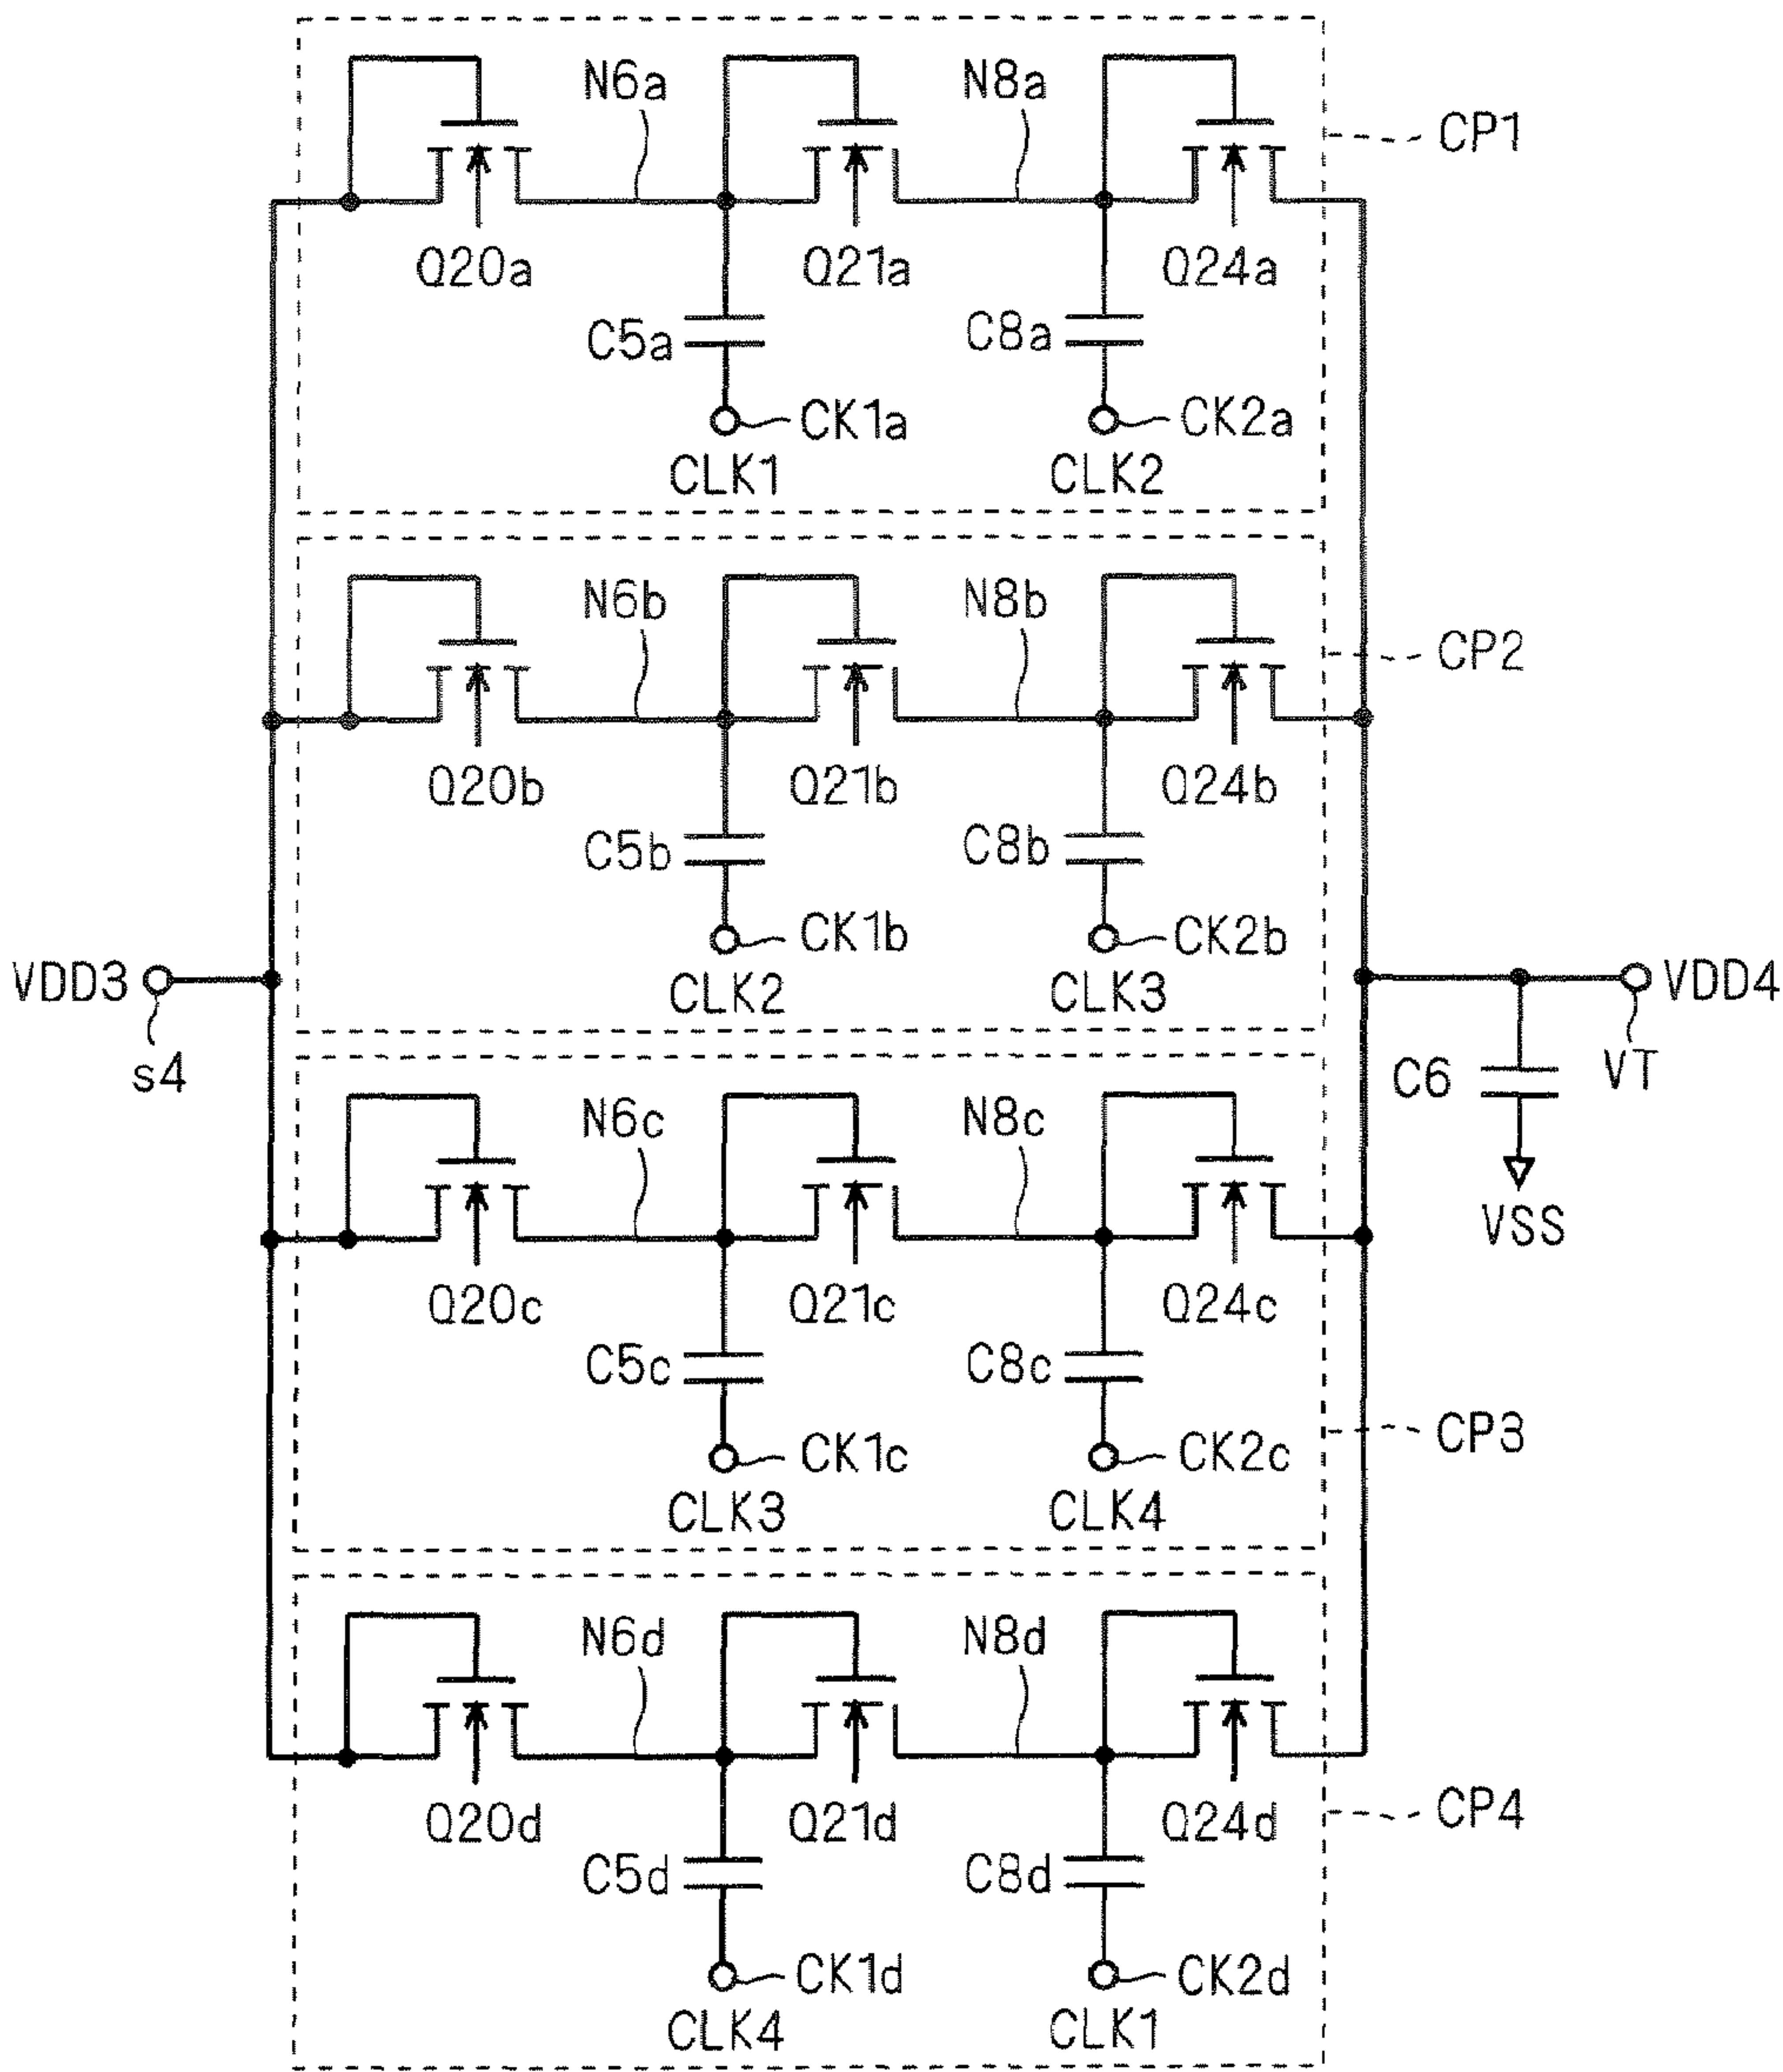 N6a
N8a
CP1
Q20a
Q21a
Q24a
C5a
C8a
CK1a
CK2a
CLK1
CLK2
N6b
N8b
CP2
Q20b
Q21b
Q24b
C5b
C8b
CK1b
CK2b
CLK2
CLK3
VDD3
s4
VDD4
VT
C6
VSS
N6c
N8c
Q20c
Q21c
Q24c
C5c
C8c
CP3
CK1c
CK2c
CLK3
CLK4
N6d
N8d
Q20d
Q21d
Q24d
CP4
C5d
C8d
CK1d
CK2d
CLK4
CLK1